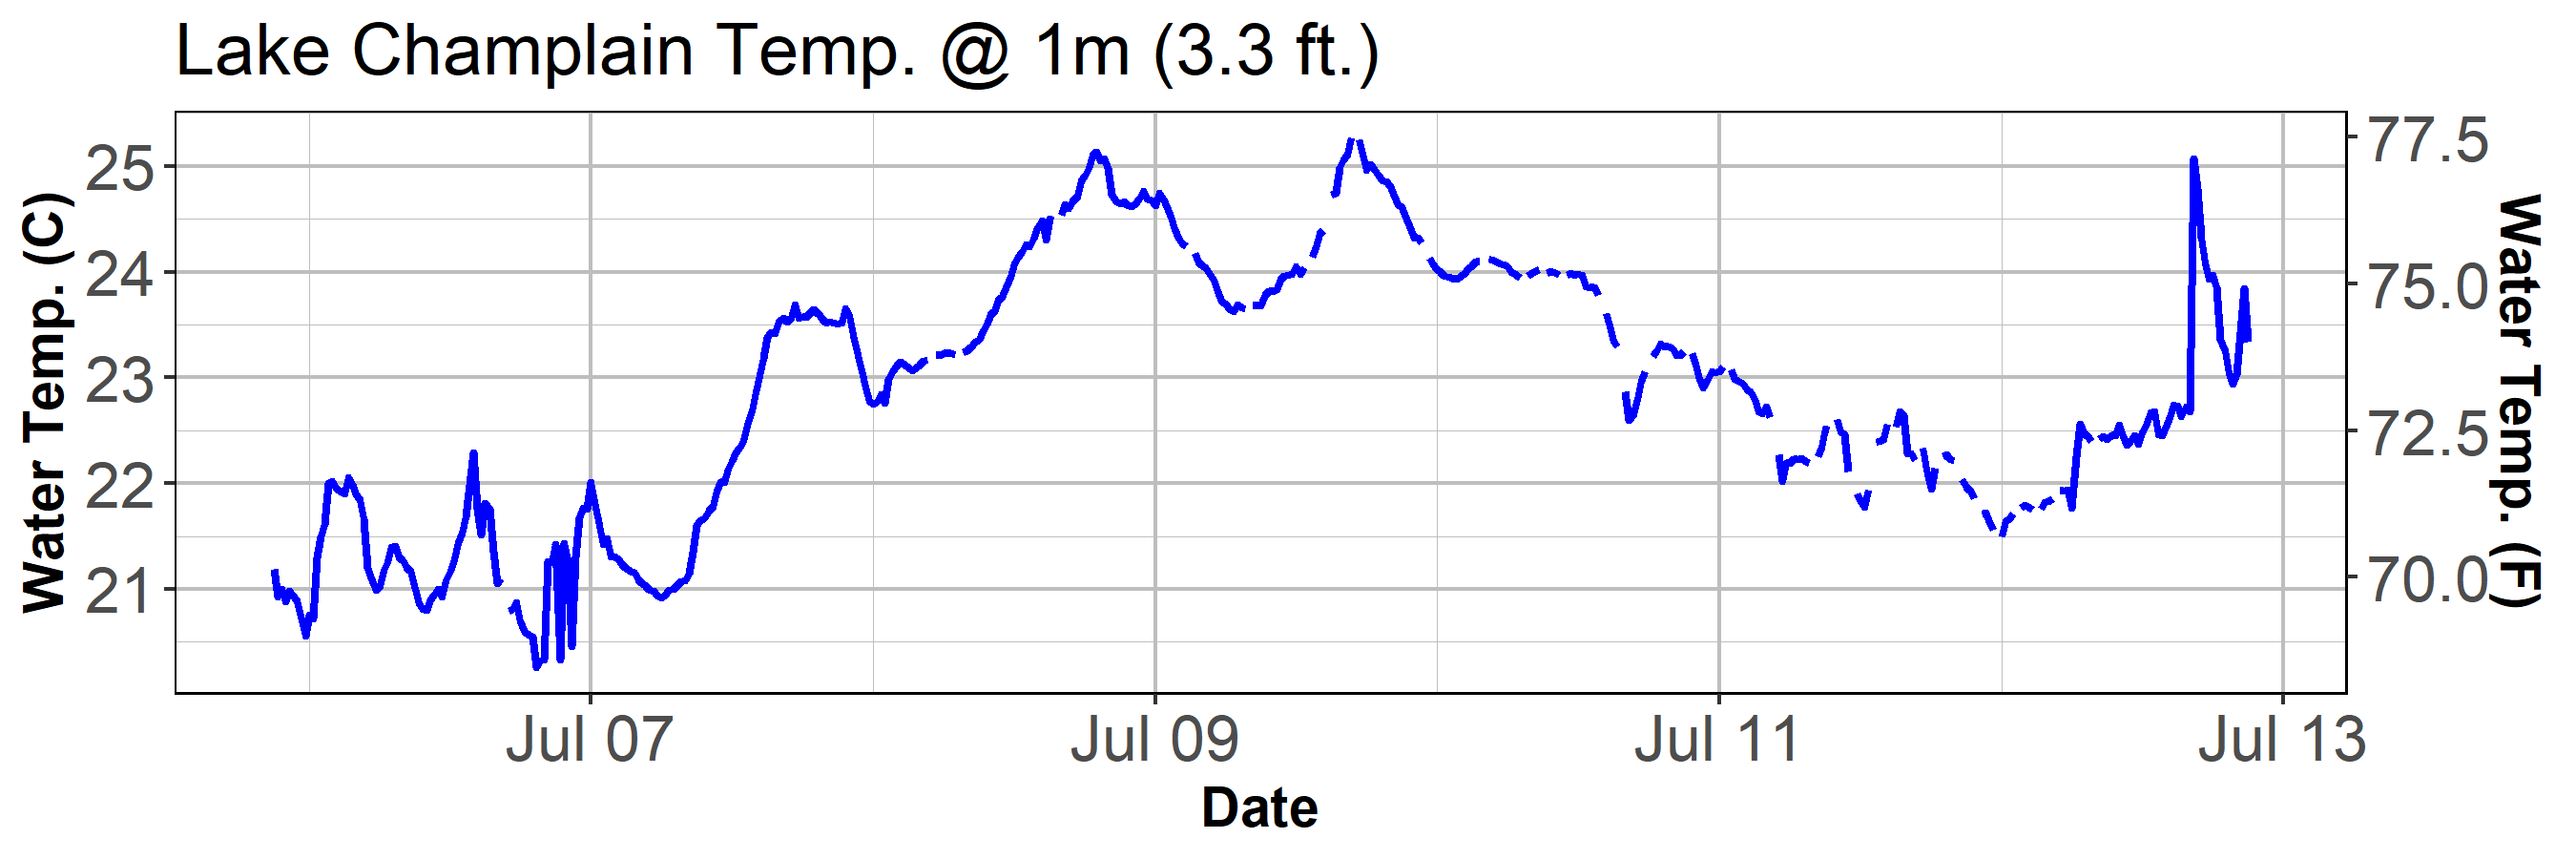 Lake Champlain Temp. @ 1m (3.3 ft.)
Water Temp. (C)
25
24
23
22
21
77.5
75.0
72.5
70.0
Water Temp. (F)
Jul 07
Jul 09
Jul 11
Jul 13
Date